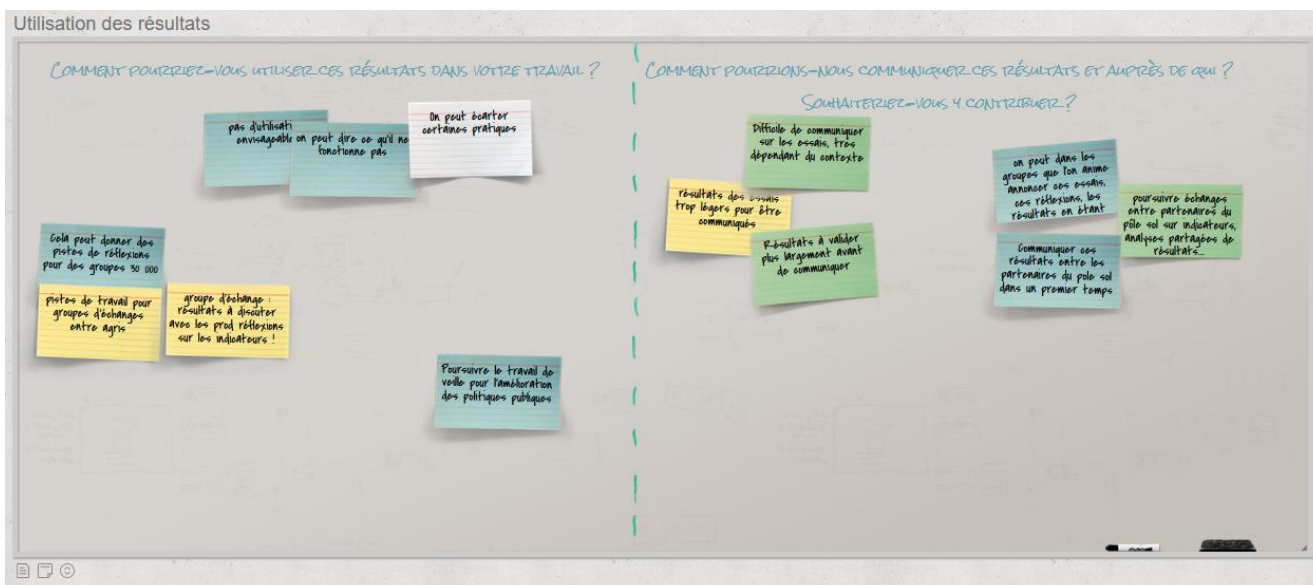 Utilisation des résultats
Comment pourriez-vous utiliser ces résultats dans votre travail ?
pas d'utilisati
envisageable
on peut dire ce qu'il ne
fonctionne pas
On peut écarter
certaines pratiques
Cela peut donner des
pistes de réflexions
pour des groupes 30 000
pistes de travail pour
groupes d'échanges
entre agris
groupe d'échange :
résultats à discuter
avec les prod réflexions
sur les indicateurs !
Poursuivre le travail de
veille pour l'amélioration
des politiques publiques
Comment pourrions-nous communiquer ces résultats et auprès de qui ?
Souhaiteriez-vous y contribuer ?
Difficile de communiquer
sur les essais, très
dépendant du contexte
résultats des essais
trop légers pour être
communiqués
Résultats à valider
plus largement avant
de communiquer
on peut dans les
groupes que l'on anime
annoncer ces essais,
ces réflexions, les
résultats en étant
Communiquer ces
résultats entre les
partenaires du pole sol
dans un premier temps
poursuivre échanges
entre partenaires du
pôle sol sur indicateurs,
analyses partagées de
résultats...